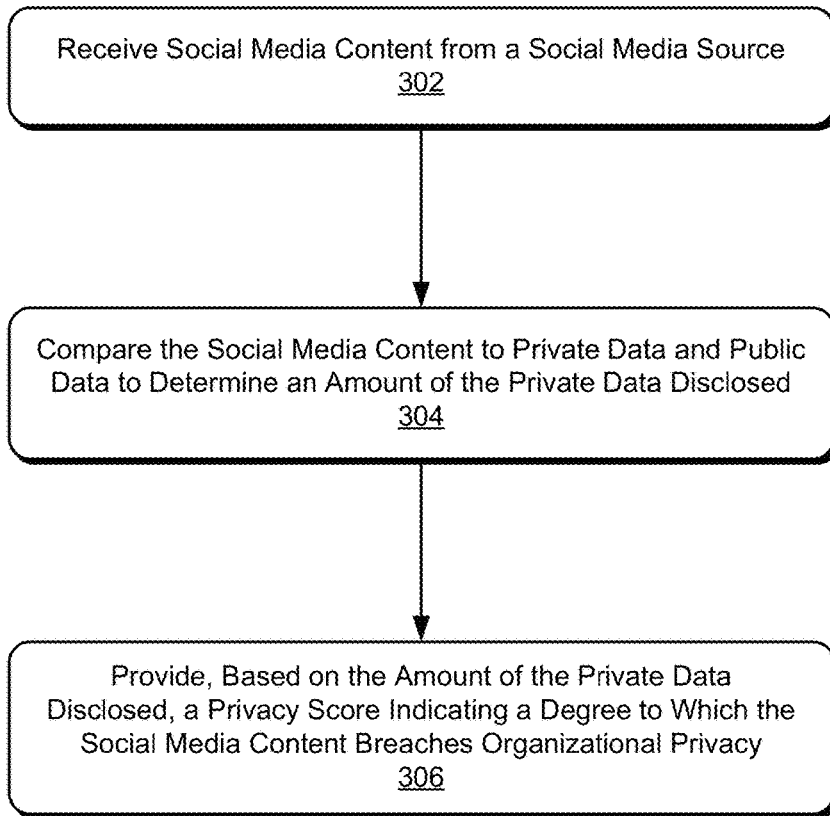 Receive Social Media Content from a Social Media Source
302
Compare the Social Media Content to Private Data and Public
Data to Determine an Amount of the Private Data Disclosed
304
Provide, Based on the Amount of the Private Data
Disclosed, a Privacy Score Indicating a Degree to Which the
Social Media Content Breaches Organizational Privacy
306